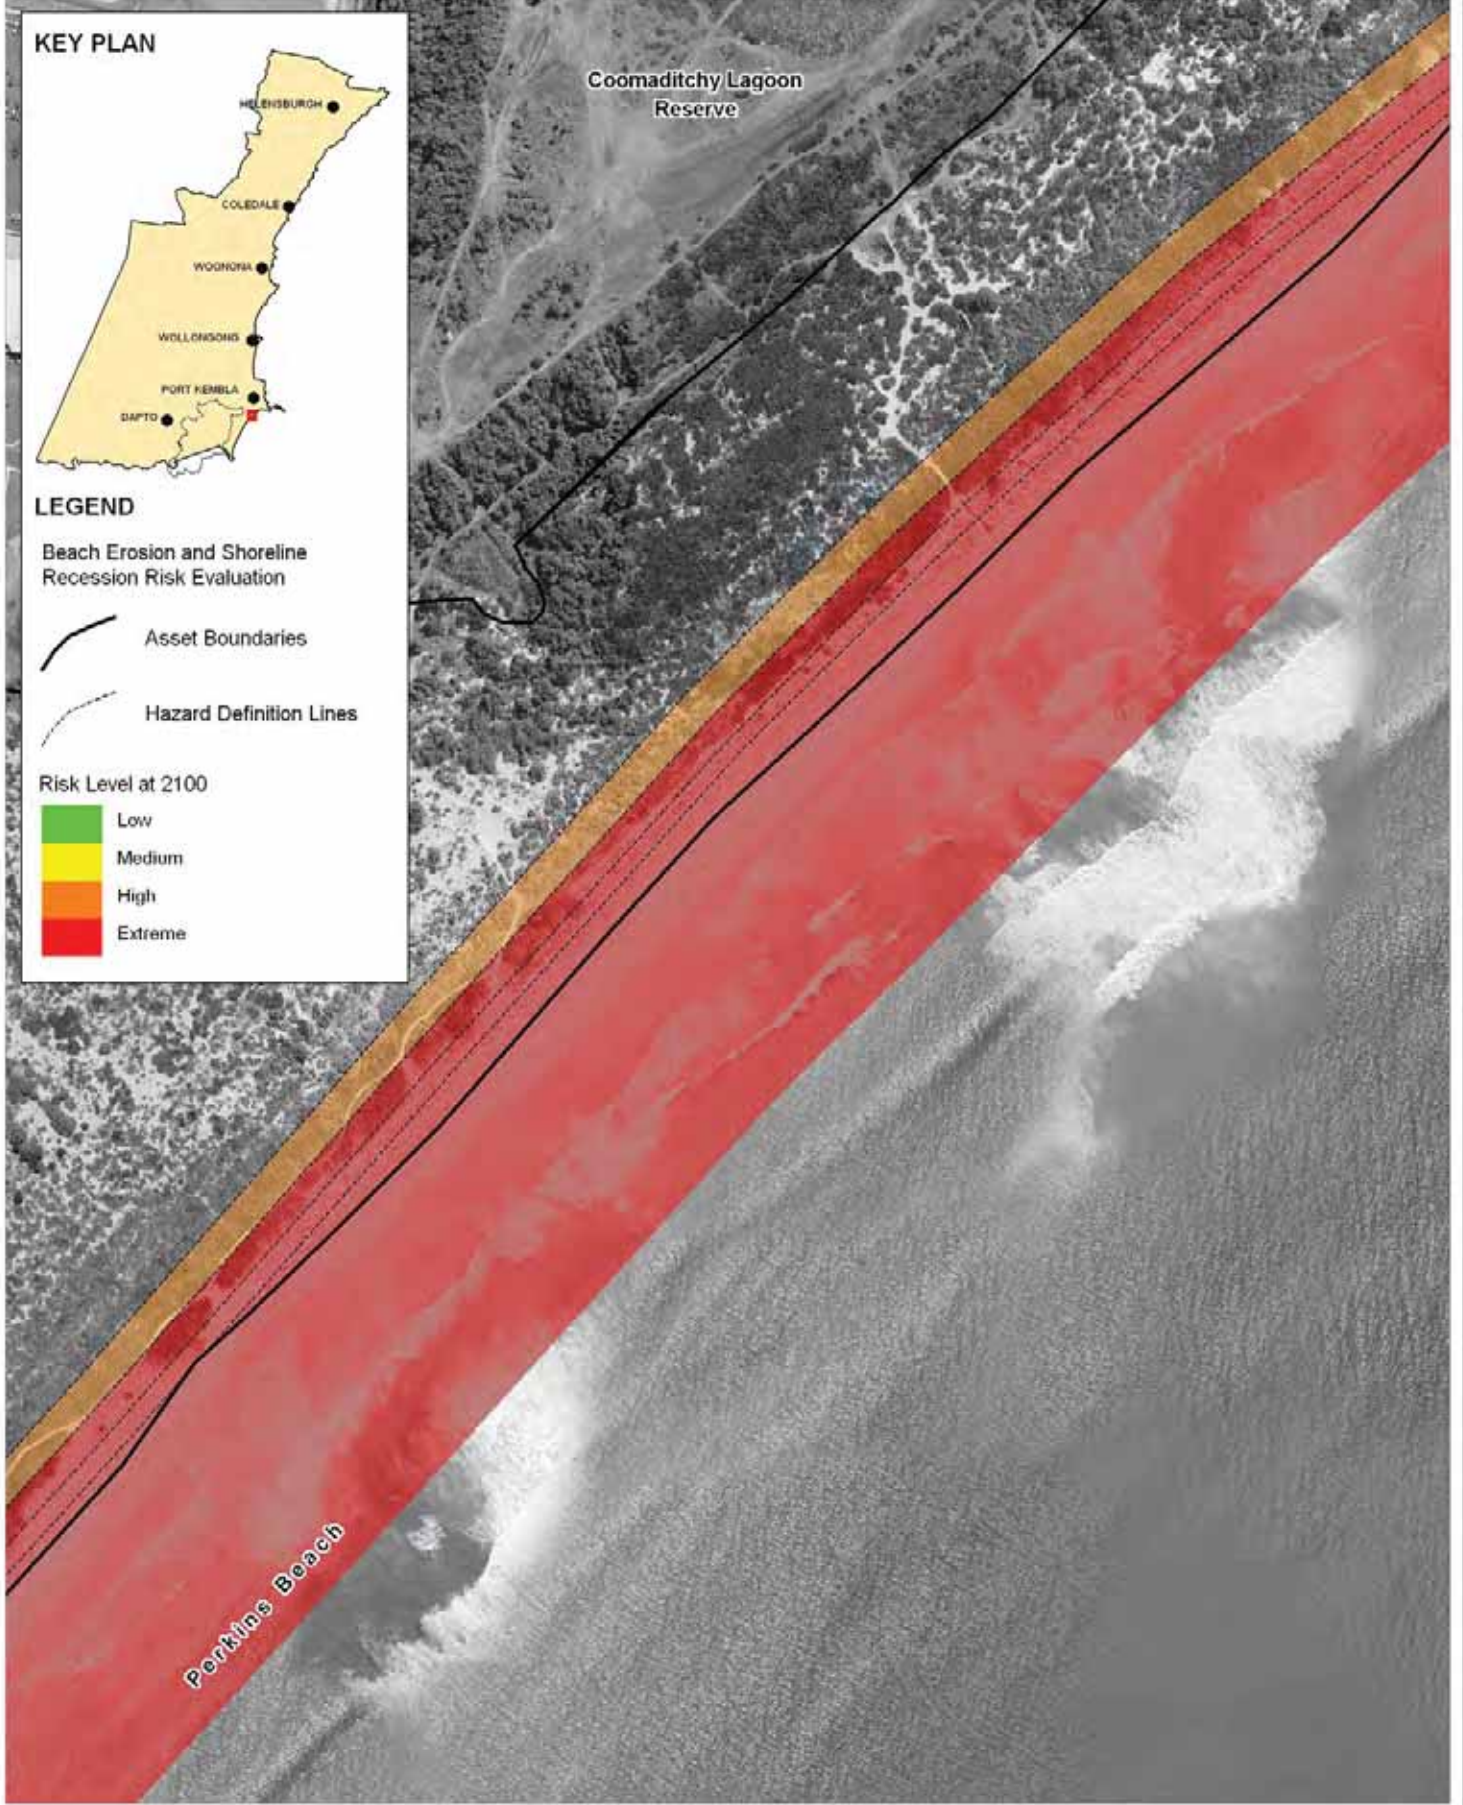 KEY PLAN
HELENSBURGH
COLEDALE
WOONONA
WOLLONGONG
PORT KEMBLA
DAPTO
LEGEND
Beach Erosion and Shoreline
Recession Risk Evaluation
Asset Boundaries
Hazard Definition Lines
Risk Level at 2100
Low
Medium
High
Extreme
Coomaditchy Lagoon
Reserve
Perkins Beach